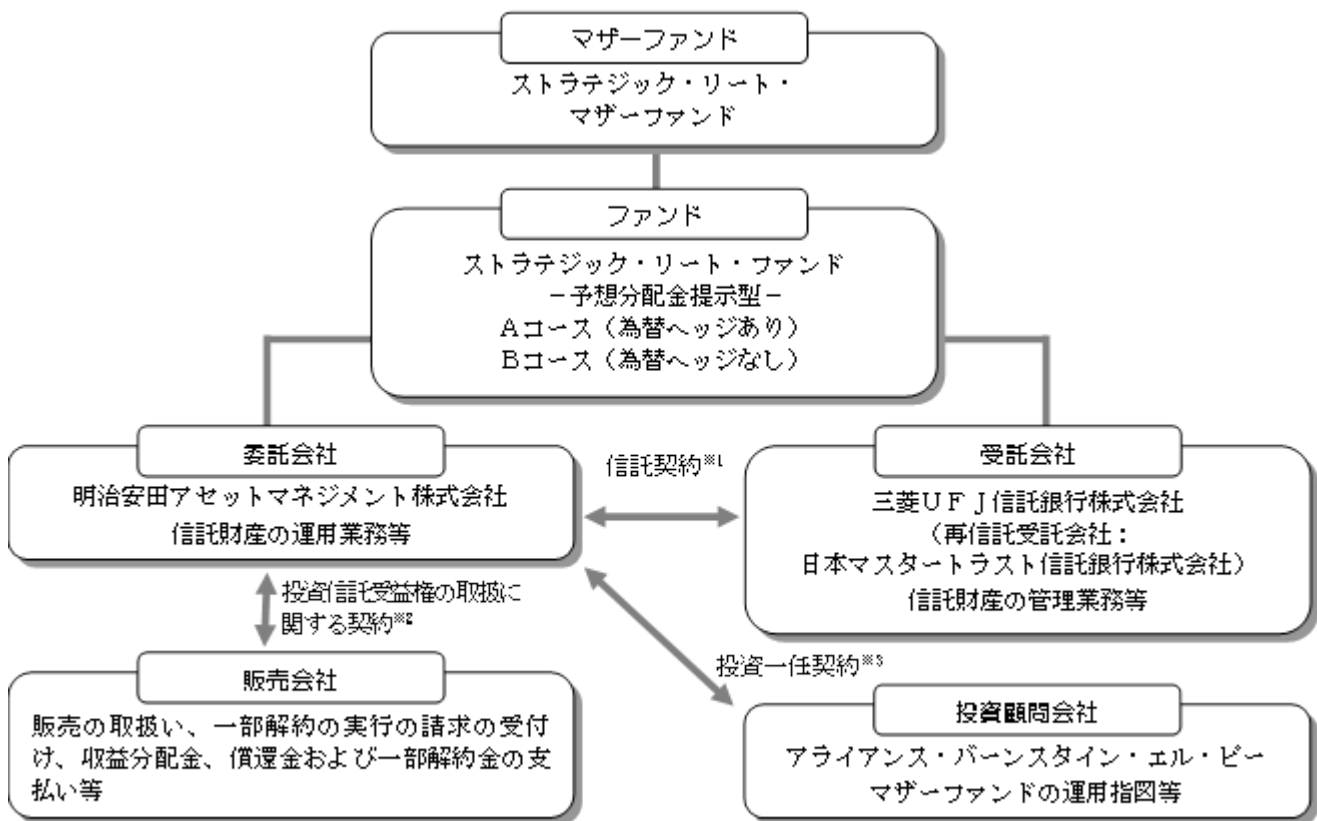 マザーファンド
ストラテジック・リート・
マザーファンド
ファンド
ストラテジック・リート・ファンド
－予想分配金提示型－
Ａコース（為替ヘッジあり）
Ｂコース（為替ヘッジなし）
委託会社
明治安田アセットマネジメント株式会社
信託財産の運用業務等
信託契約※1
受託会社
三菱ＵＦＪ信託銀行株式会社
（再信託受託会社：
日本マスタートラスト信託銀行株式会社）
信託財産の管理業務等
投資信託受益権の取扱に
関する契約※2
投資一任契約※3
販売会社
販売の取扱い、一部解約の実行の請求の受付
け、収益分配金、償還金および一部解約金の支
払い等
投資顧問会社
アライアンス・バーンスタイン・エル・ピー
マザーファンドの運用指図等